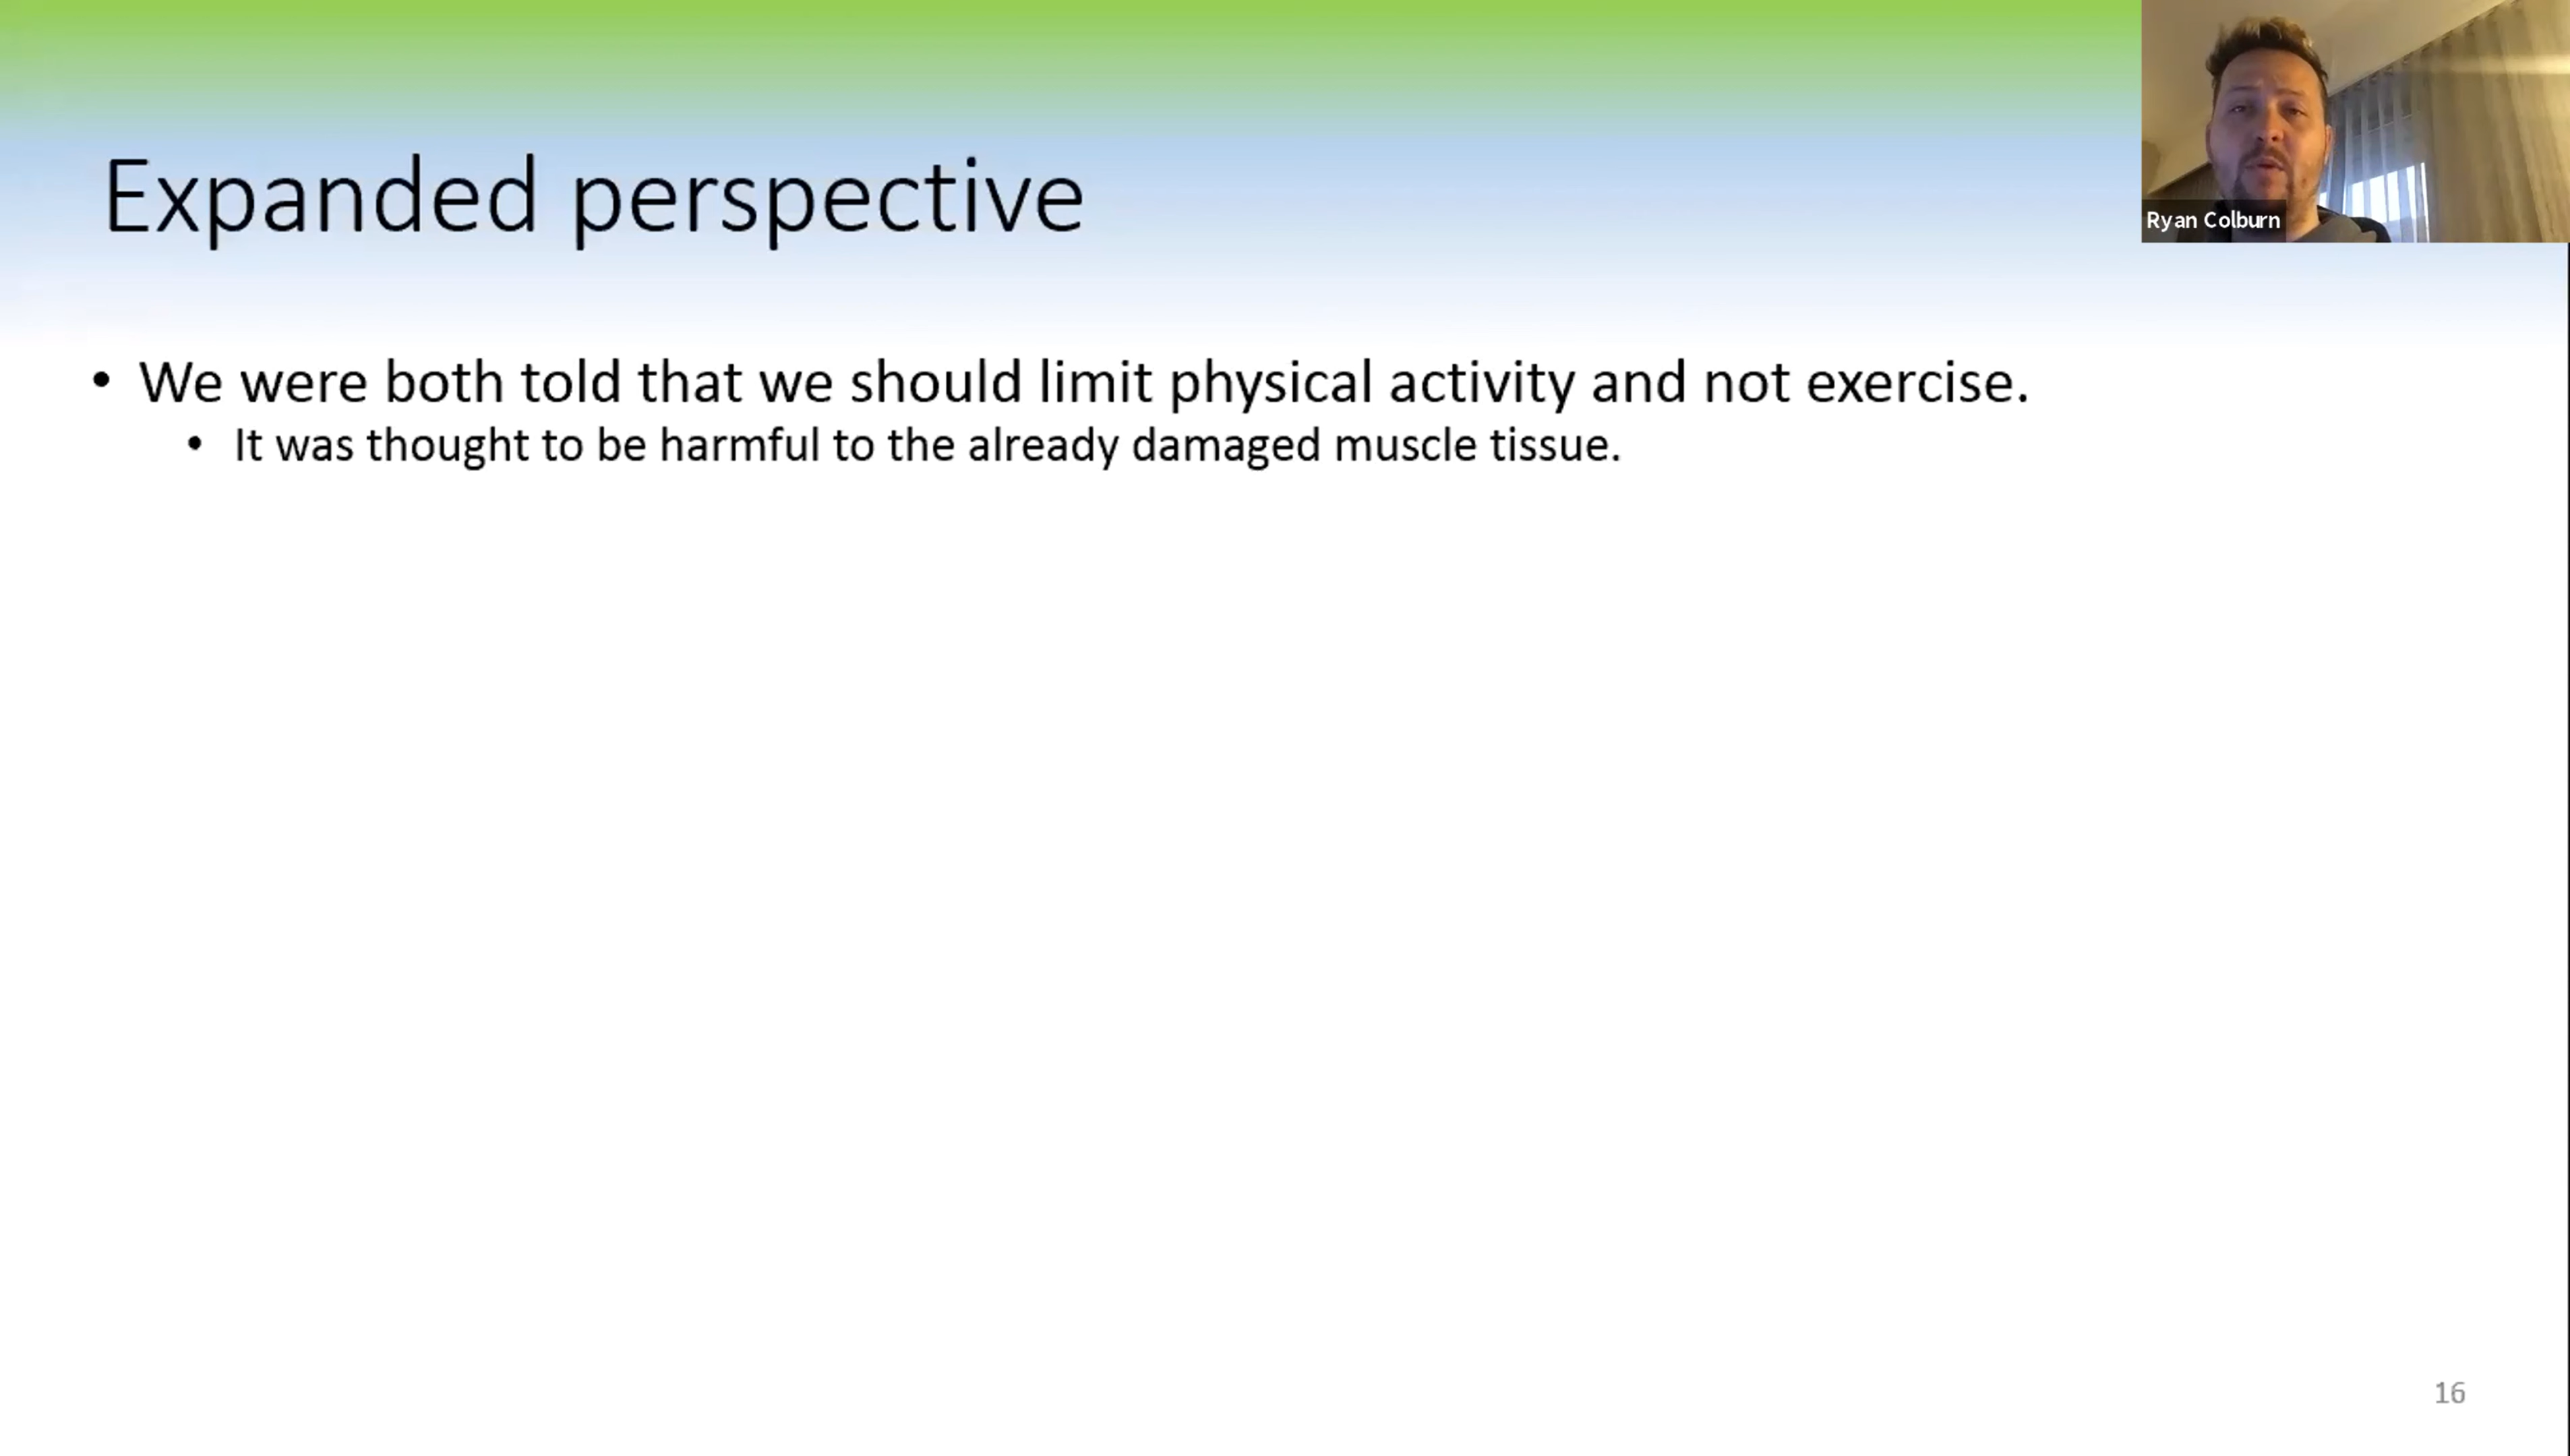 Expanded perspective
Ryan Colburn
• We were both told that we should limit physical activity and not exercise.
• It was thought to be harmful to the already damaged muscle tissue.
16